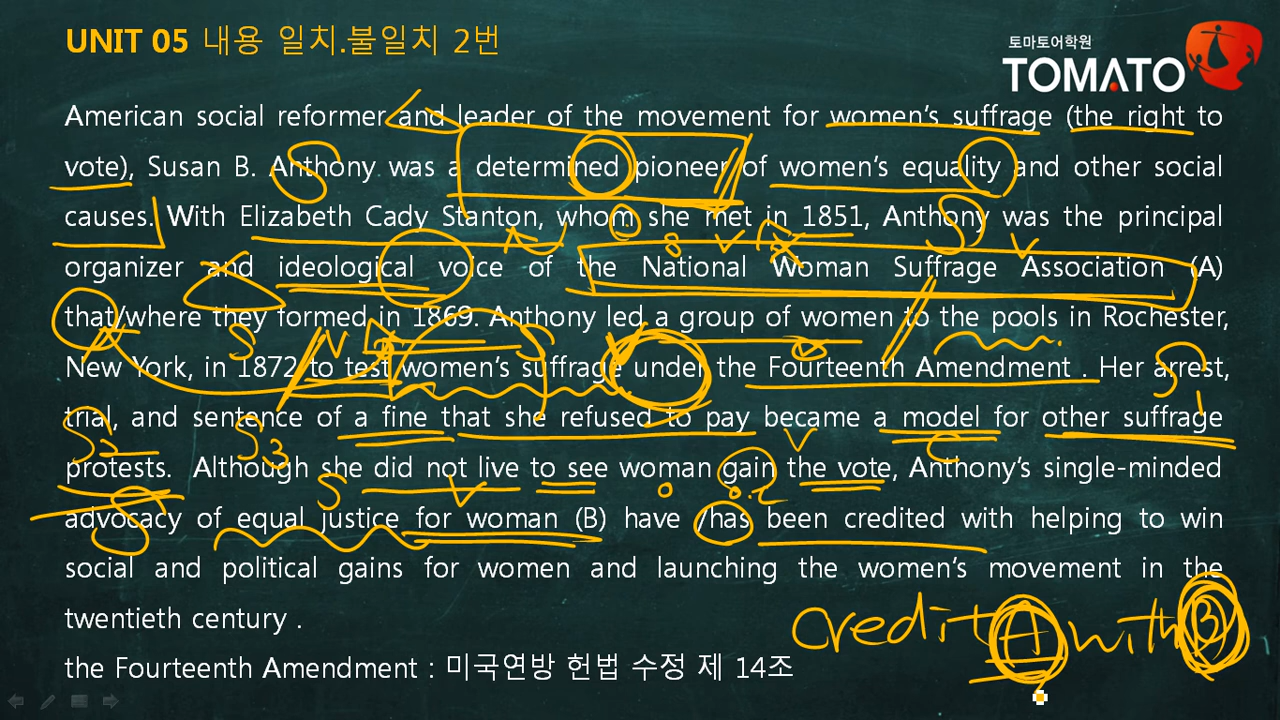 UNIT 05 내용 일치.불일치 2번
토마토어학원
TOMATO
American social reformer and leader of the movement for women's suffrage (the right to
vote), Susan B. Anthony was a determined pioneer of women's equality and other social
causes. With Elizabeth Cady Stanton, whom she met in 1851, Anthony was the principal
organizer and ideological voice of the National Woman Suffrage Association (A)
that/where they formed in 1869. Anthony led a group of women to the pools in Rochester,
New York, in 1872 to test women's suffrage under the Fourteenth Amendment . Her arrest,
trial, and sentence of a fine that she refused to pay became a model for other suffrage
protests. Although she did not live to see woman gain the vote, Anthony's single-minded
advocacy of equal justice for woman (B) have /has been credited with helping to win
social and political gains for women and launching the women's movement in the
twentieth century .
credit A with B
the Fourteenth Amendment : 미국연방 헌법 수정 제 14조